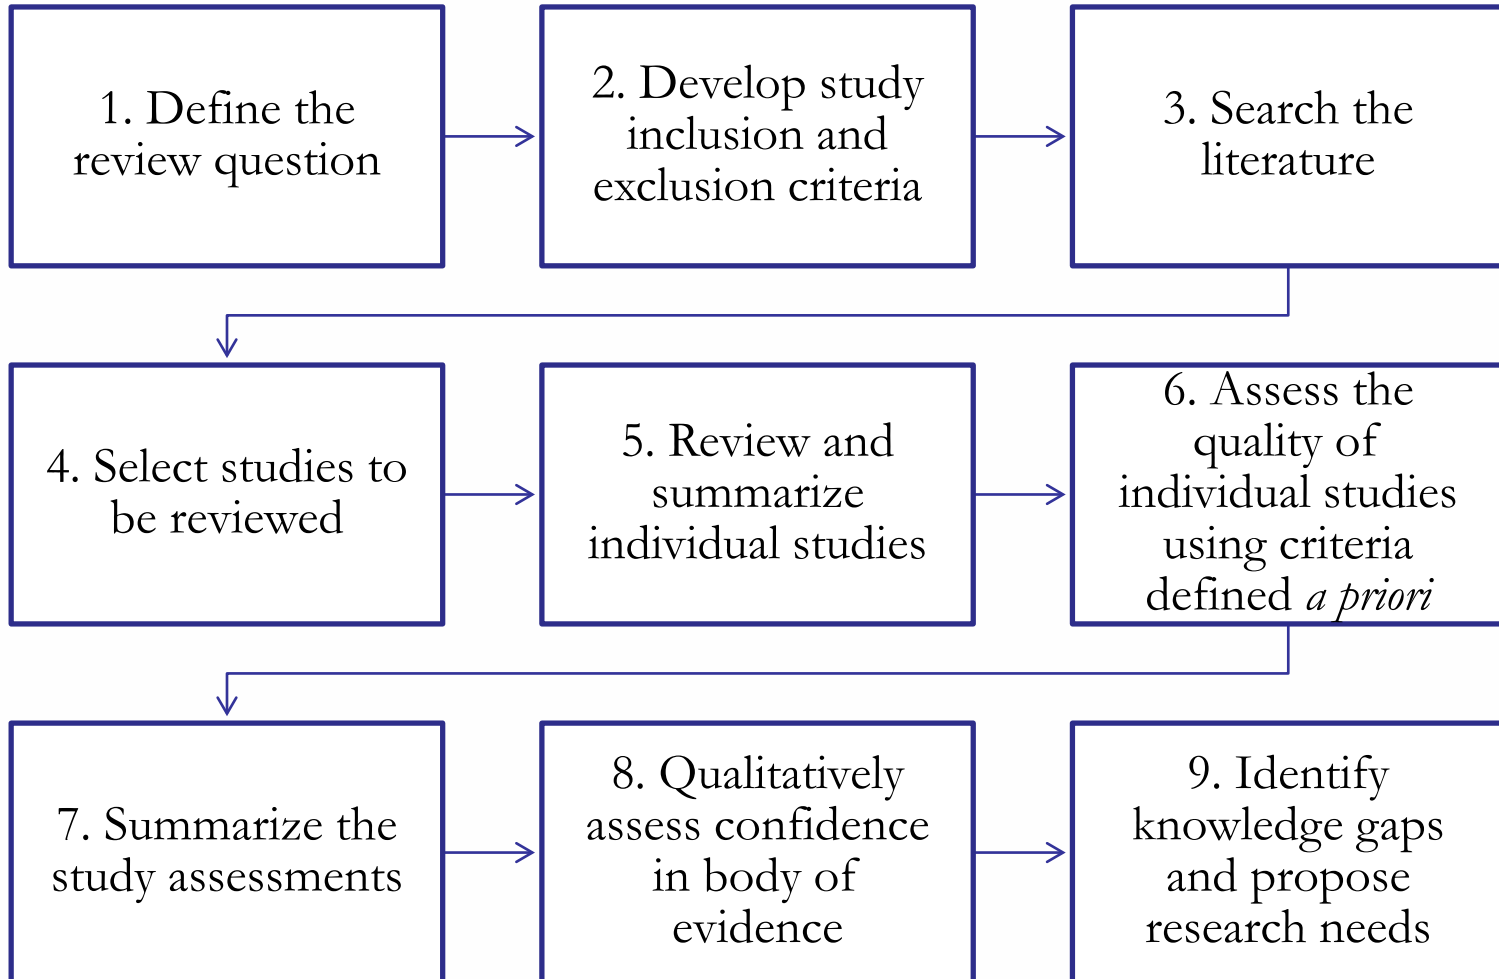 1. Define the
review question
2. Develop study
inclusion and
exclusion criteria
3. Search the
literature
4. Select studies to
be reviewed
5. Review and
summarize
individual studies
6. Assess the
quality of
individual studies
using criteria
defined a priori
7. Summarize the
study assessments
8. Qualitatively
assess confidence
in body of
evidence
9. Identify
knowledge gaps
and propose
research needs